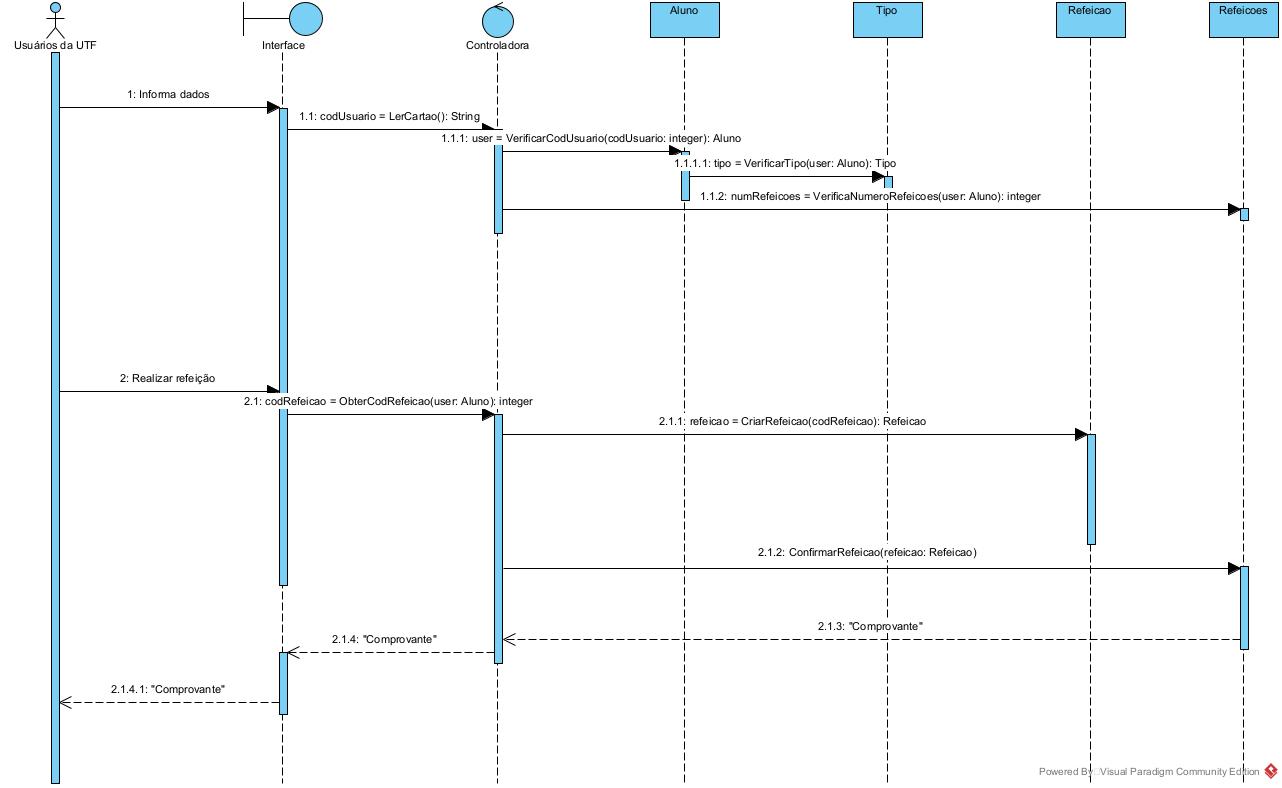 Usuários da UTF
Interface
Controladora
Aluno
Tipo
Refeicao
Refeicoes
1: Informa dados
1.1: codUsuario = LerCartao(): String
1.1.1: user = VerificarCodUsuario(codUsuario: integer): Aluno
1.1.1.1: tipo = VerificarTipo(user: Aluno): Tipo
1.1.2: numRefeicoes = VerificaNumeroRefeicoes(user: Aluno): integer
2: Realizar refeição
2.1: codRefeicao = ObterCodRefeicao(user: Aluno): integer
2.1.1: refeicao = CriarRefeicao(codRefeicao): Refeicao
2.1.2: ConfirmarRefeicao(refeicao: Refeicao)
2.1.3: "Comprovante"
2.1.4: "Comprovante"
2.1.4.1: "Comprovante"
Powered By Visual Paradigm Community Edition